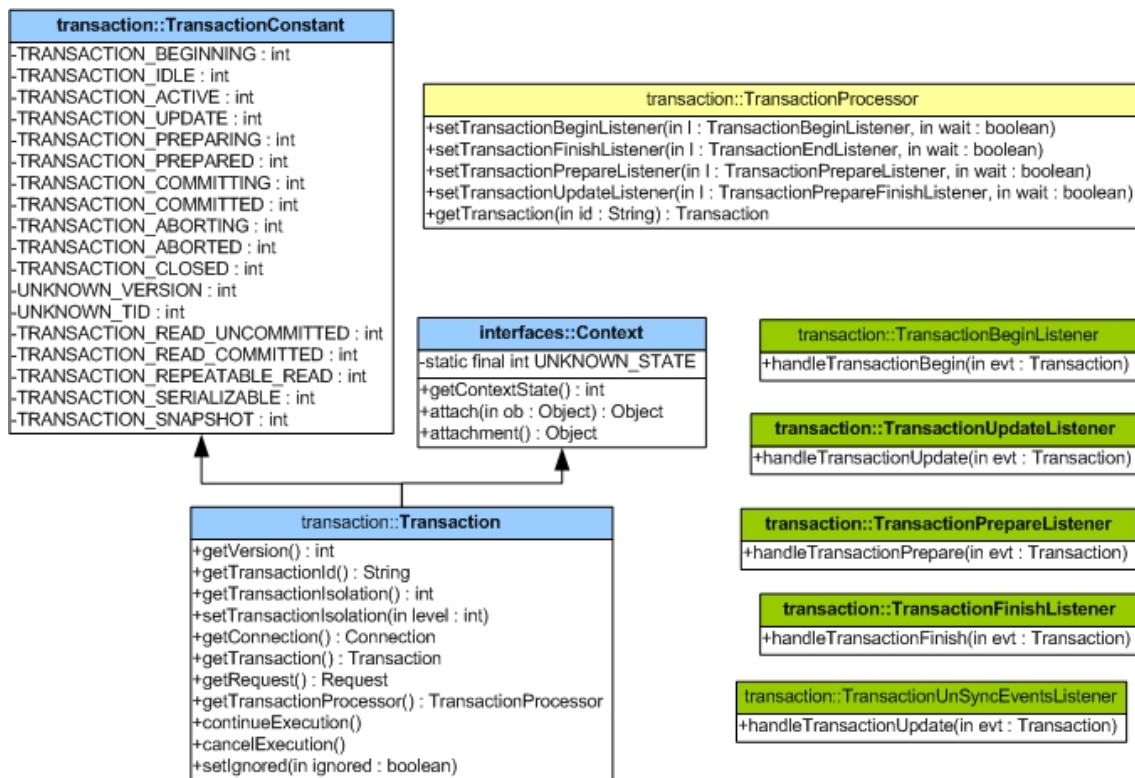 transaction::TransactionConstant
-TRANSACTION_BEGINNING : int
-TRANSACTION_IDLE : int
-TRANSACTION_ACTIVE : int
-TRANSACTION_UPDATE : int
-TRANSACTION_PREPARING : int
-TRANSACTION_PREPARED : int
-TRANSACTION_COMMITTING : int
-TRANSACTION_COMMITTED : int
-TRANSACTION_ABORTING : int
-TRANSACTION_ABORTED : int
-TRANSACTION_CLOSED : int
-UNKNOWN_VERSION : int
-UNKNOWN_TID : int
-TRANSACTION_READ_UNCOMMITTED : int
-TRANSACTION_READ_COMMITTED : int
-TRANSACTION_REPEATABLE_READ : int
-TRANSACTION_SERIALIZABLE : int
-TRANSACTION_SNAPSHOT : int
transaction::TransactionProcessor
+setTransactionBeginListener(in l : TransactionBeginListener, in wait : boolean)
+setTransactionFinishListener(in l : TransactionEndListener, in wait : boolean)
+setTransactionPrepareListener(in l : TransactionPrepareListener, in wait : boolean)
+setTransactionUpdateListener(in l : TransactionPrepareFinishListener, in wait : boolean)
+getTransaction(in id : String) : Transaction
interfaces::Context
-static final int UNKNOWN_STATE
+getContextState() : int
+attach(in ob : Object) : Object
+attachment() : Object
transaction::TransactionBeginListener
+handleTransactionBegin(in evt : Transaction)
transaction::TransactionUpdateListener
+handleTransactionUpdate(in evt : Transaction)
transaction::TransactionPrepareListener
+handleTransactionPrepare(in evt : Transaction)
transaction::TransactionFinishListener
+handleTransactionFinish(in evt : Transaction)
transaction::TransactionUnSyncEventsListener
+handleTransactionUpdate(in evt : Transaction)
transaction::Transaction
+getVersion() : int
+getTransactionId() : String
+getTransactionIsolation() : int
+setTransactionIsolation(in level : int)
+getConnection() : Connection
+getTransaction() : Transaction
+getRequest() : Request
+getTransactionProcessor() : TransactionProcessor
+continueExecution()
+cancelExecution()
+setIgnored(in ignored : boolean)